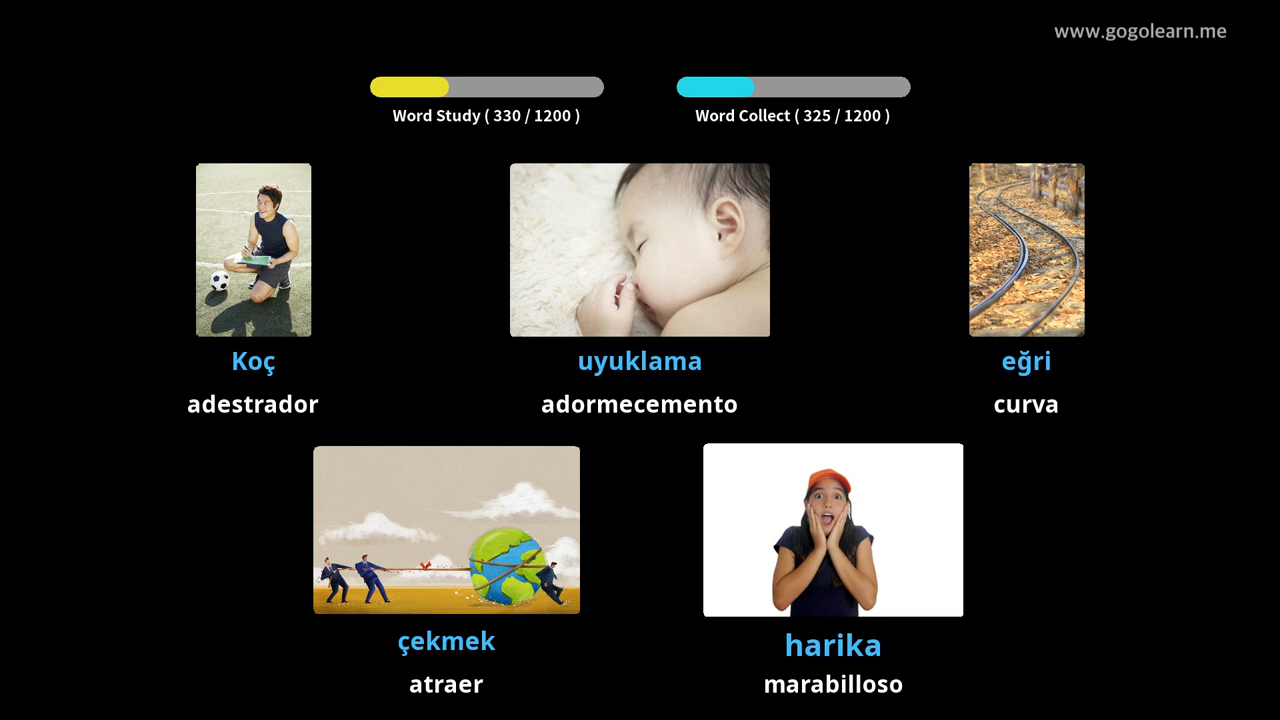 www.gogolearn.me
Word Study ( 330 / 1200 )
Word Collect ( 325 / 1200 )
Koç
uyuklama
eğri
adestrador
adormecemento
curva
çekmek
harika
atraer
marabilloso